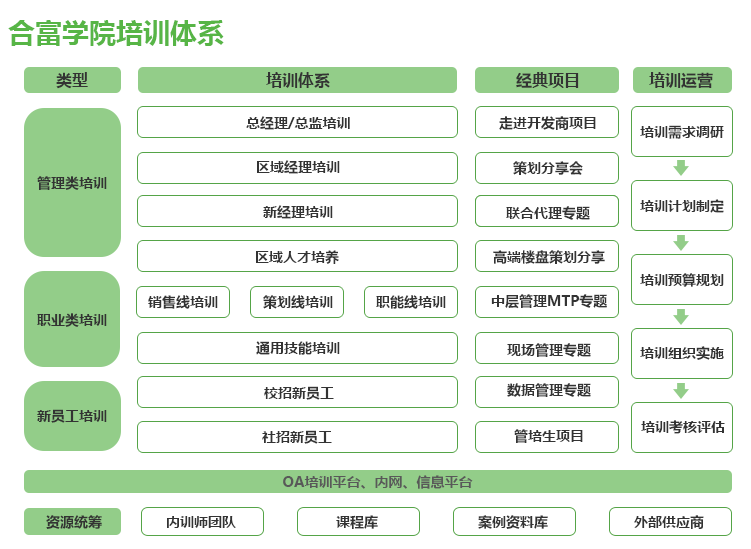 合富学院培训体系
类型
培训体系
经典项目
培训运营
管理类培训
总经理/总监培训
区域经理培训
新经理培训
区域人才培养
职业类培训
销售线培训
策划线培训
职能线培训
通用技能培训
新员工培训
校招新员工
社招新员工
走进开发商项目
策划分享会
联合代理专题
高端楼盘策划分享
中层管理MTP专题
现场管理专题
数据管理专题
管培生项目
培训需求调研
培训计划制定
培训预算规划
培训组织实施
培训考核评估
OA培训平台、内网、信息平台
资源统筹
内训师团队
课程库
案例资料库
外部供应商